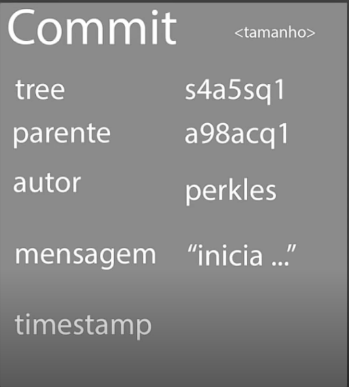 Commit <tamanho>
tree s4a5sq1
parente a98acq1
autor perkles
mensagem “inicia ...”
timestamp